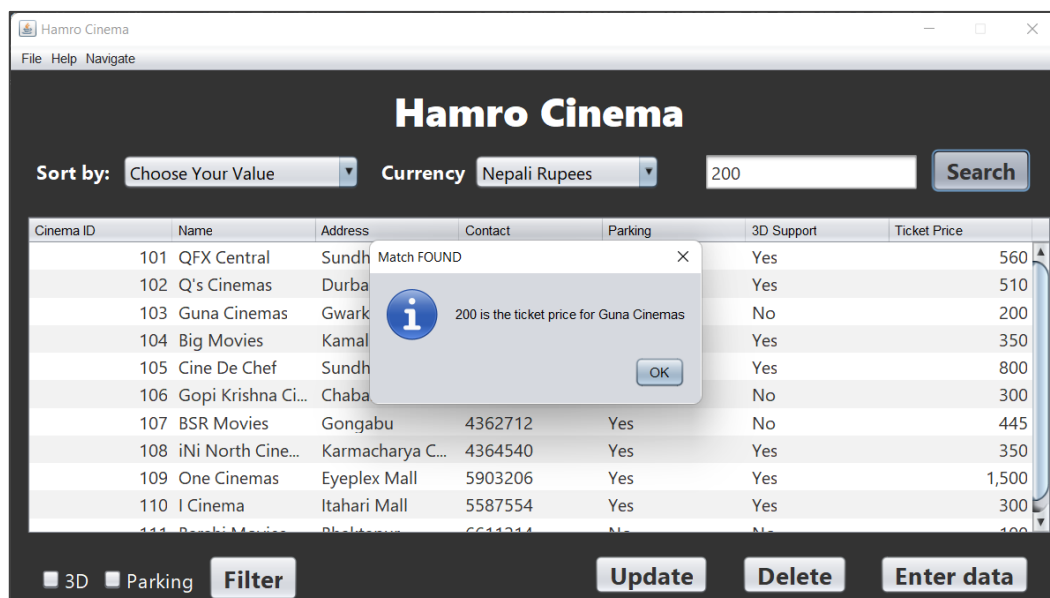 Hamro Cinema
File Help Navigate
Hamro Cinema
Sort by: Choose Your Value Currency Nepali Rupees 200 Search
Cinema ID Name Address Contact Parking 3D Support Ticket Price
101 QFX Central Sundh Yes 560
102 Q's Cinemas Durba Yes 510
103 Guna Cinemas Gwark No 200
104 Big Movies Kamal Yes 350
105 Cine De Chef Sundh Yes 800
106 Gopi Krishna Ci... Chaba No 300
Match FOUND
200 is the ticket price for Guna Cinemas
OK
107 BSR Movies Gongabu 4362712 Yes No 445
108 iNi North Cine... Karmacharya C... 4364540 Yes Yes 350
109 One Cinemas Eyeplex Mall 5903206 Yes Yes 1,500
110 I Cinema Itahari Mall 5587554 Yes Yes 300
3D Parking Filter Update Delete Enter data